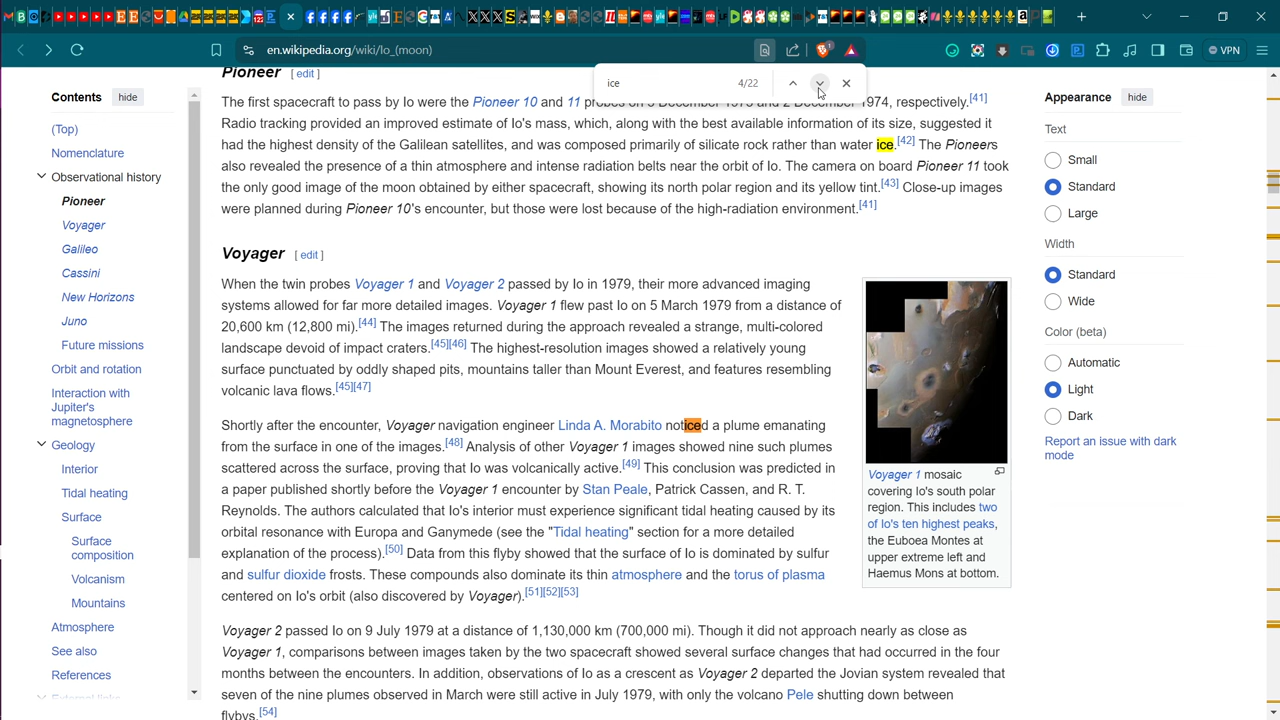 en.wikipedia.org/wiki/Io_(moon)
VPN
ice
4/22
Contents
hide
(Top)
Nomenclature
Observational history
Pioneer
Voyager
Galileo
Cassini
New Horizons
Juno
Future missions
Orbit and rotation
Interaction with
Jupiter's
magnetosphere
Geology
Interior
Tidal heating
Surface
Surface
composition
Volcanism
Mountains
Atmosphere
See also
References
External links
Pioneer [ edit ]
The first spacecraft to pass by Io were the Pioneer 10 and 11 probes on 3 December 1973 and 2 December 1974, respectively.[41]
Radio tracking provided an improved estimate of Io's mass, which, along with the best available information of its size, suggested it
had the highest density of the Galilean satellites, and was composed primarily of silicate rock rather than water ice.[42] The Pioneers
also revealed the presence of a thin atmosphere and intense radiation belts near the orbit of Io. The camera on board Pioneer 11 took
the only good image of the moon obtained by either spacecraft, showing its north polar region and its yellow tint.[43] Close-up images
were planned during Pioneer 10's encounter, but those were lost because of the high-radiation environment.[41]
Voyager [ edit ]
When the twin probes Voyager 1 and Voyager 2 passed by Io in 1979, their more advanced imaging
systems allowed for far more detailed images. Voyager 1 flew past Io on 5 March 1979 from a distance of
20,600 km (12,800 mi).[44] The images returned during the approach revealed a strange, multi-colored
landscape devoid of impact craters.[45][46] The highest-resolution images showed a relatively young
surface punctuated by oddly shaped pits, mountains taller than Mount Everest, and features resembling
volcanic lava flows.[45][47]
Shortly after the encounter, Voyager navigation engineer Linda A. Morabito noticed a plume emanating
from the surface in one of the images.[48] Analysis of other Voyager 1 images showed nine such plumes
scattered across the surface, proving that Io was volcanically active.[49] This conclusion was predicted in
a paper published shortly before the Voyager 1 encounter by Stan Peale, Patrick Cassen, and R. T.
Reynolds. The authors calculated that Io's interior must experience significant tidal heating caused by its
orbital resonance with Europa and Ganymede (see the "Tidal heating" section for a more detailed
explanation of the process).[50] Data from this flyby showed that the surface of Io is dominated by sulfur
and sulfur dioxide frosts. These compounds also dominate its thin atmosphere and the torus of plasma
centered on Io's orbit (also discovered by Voyager).[51][52][53]
Voyager 2 passed Io on 9 July 1979 at a distance of 1,130,000 km (700,000 mi). Though it did not approach nearly as close as
Voyager 1, comparisons between images taken by the two spacecraft showed several surface changes that had occurred in the four
months between the encounters. In addition, observations of Io as a crescent as Voyager 2 departed the Jovian system revealed that
seven of the nine plumes observed in March were still active in July 1979, with only the volcano Pele shutting down between
flybys.[54]
Voyager 1 mosaic
covering Io's south polar
region. This includes two
of Io's ten highest peaks,
the Euboea Montes at
upper extreme left and
Haemus Mons at bottom.
Appearance
hide
Text
Small
Standard
Large
Width
Standard
Wide
Color (beta)
Automatic
Light
Dark
Report an issue with dark
mode